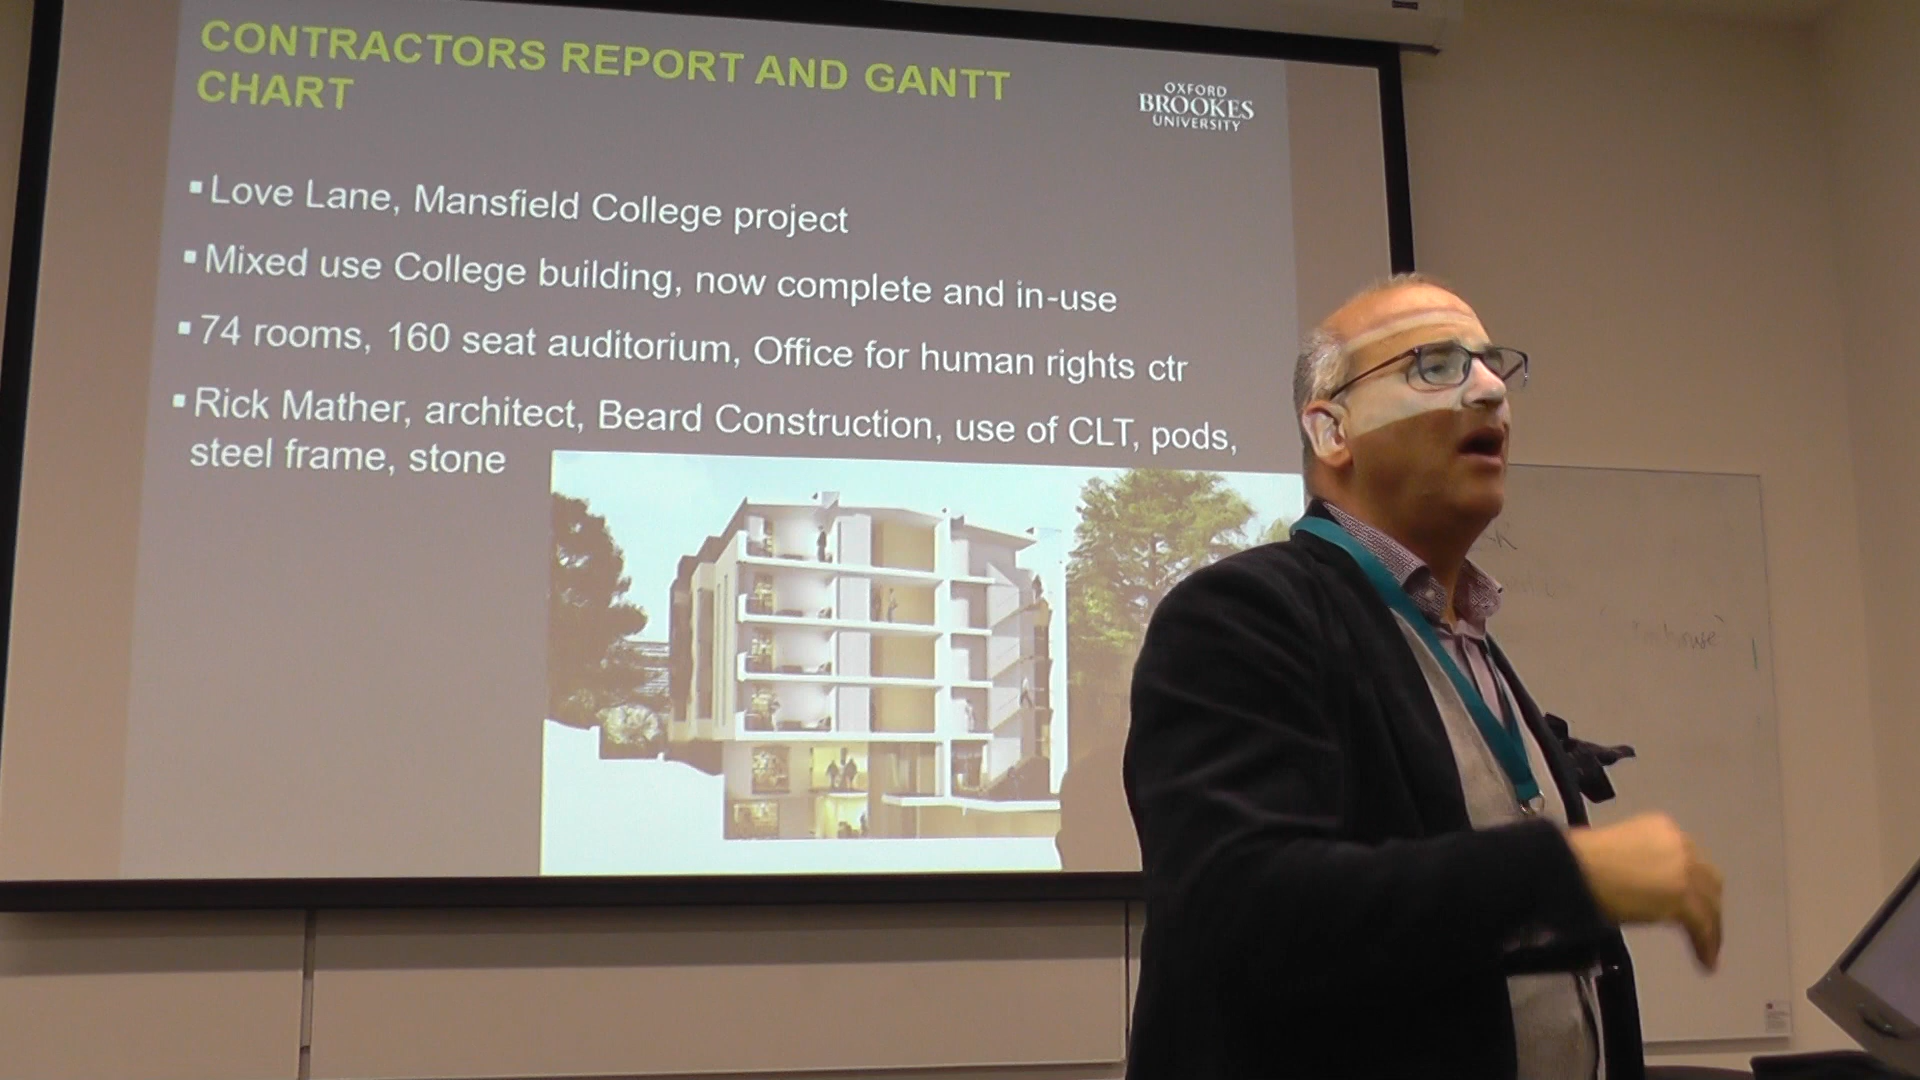 CONTRACTORS REPORT AND GANTT
CHART
OXFORD
BROOKES
UNIVERSITY
▪ Love Lane, Mansfield College project
▪ Mixed use College building, now complete and in-use
▪ 74 rooms, 160 seat auditorium, Office for human rights ctr
▪ Rick Mather, architect, Beard Construction, use of CLT, pods,
steel frame, stone